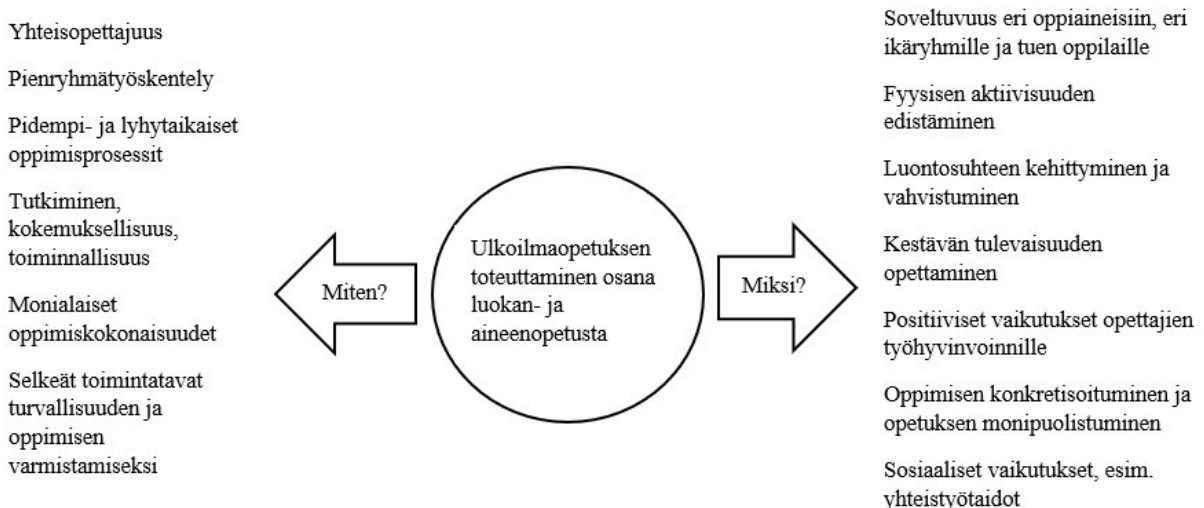 Yhteisopettajuus
Pienryhmätyöskentely
Pidempi- ja lyhytaikaiset
oppimisprosessit
Tutkiminen,
kokemuksellisuus,
toiminnallisuus
Monialaiset
oppimiskokonaisuudet
Selkeät toimintatavat
turvallisuuden ja
oppimisen
varmistamiseksi
Miten?
Ulkoilmaopetuksen
toteuttaminen osana
luokan- ja
aineenopetusta
Miksi?
Soveltuvuus eri oppiaineisiin, eri
ikäryhmille ja tuen oppilaille
Fyysisen aktiivisuuden
edistäminen
Luontosuhteen kehittyminen ja
vahvistuminen
Kestävän tulevaisuuden
opettaminen
Positiiviset vaikutukset opettajien
työhyvinvoinnille
Oppimisen konkretisoituminen ja
opetuksen monipuolistuminen
Sosiaaliset vaikutukset, esim.
yhteistyötaidot